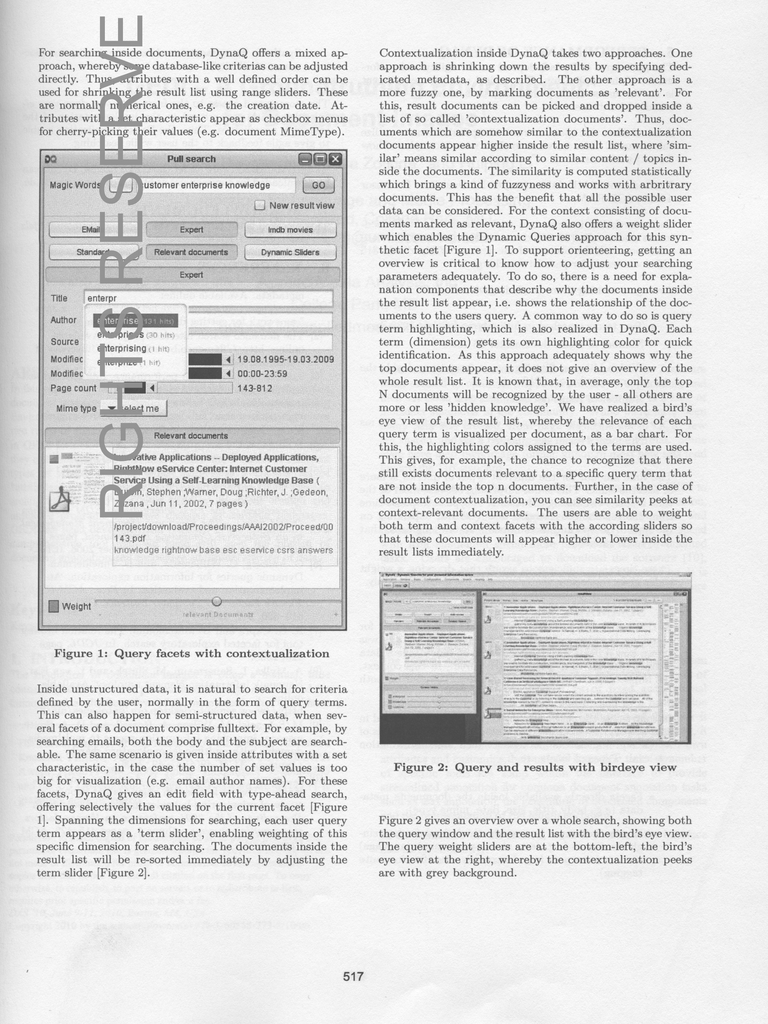 For searching inside documents, DynaQ offers a mixed ap-
proach, whereby some database-like criterias can be adjusted
directly. Thus, attributes with a well defined order can be
used for shrinking the result list using range sliders. These
are normally numerical ones, e.g. the creation date. At-
tributes with a set characteristic appear as checkbox menus
for cherry-picking their values (e.g. document MimeType).
RIGHTS RESERVE
DQ Pull search
Magic Words customer enterprise knowledge GO
New result view
EMail Expert Imdb movies
Standard Relevant documents Dynamic Sliders
Expert
Title enterpr
Author enterprise
enterprises (30 hits)
Source
enterprising (1 hit)
Modified 19.08.1995-19.03.2009
enterprize (1 hit)
Modified 00:00-23:59
Page count 143-812
Mime type select me
Relevant documents
Innovative Applications -- Deployed Applications,
RightNow eService Center: Internet Customer
Service Using a Self-Learning Knowledge Base (
Stephen ;Warner, Doug ;Richter, J. ;Gedeon,
Zuzana , Jun 11, 2002, 7 pages )
/project/download/Proceedings/AAAI2002/Proceed/00
143.pdf
knowledge rightnow base esc eservice csrs answers
Weight
relevant Documents
Figure 1: Query facets with contextualization
Inside unstructured data, it is natural to search for criteria
defined by the user, normally in the form of query terms.
This can also happen for semi-structured data, when sev-
eral facets of a document comprise fulltext. For example, by
searching emails, both the body and the subject are search-
able. The same scenario is given inside attributes with a set
characteristic, in the case the number of set values is too
big for visualization (e.g. email author names). For these
facets, DynaQ gives an edit field with type-ahead search,
offering selectively the values for the current facet [Figure
1]. Spanning the dimensions for searching, each user query
term appears as a 'term slider', enabling weighting of this
specific dimension for searching. The documents inside the
result list will be re-sorted immediately by adjusting the
term slider [Figure 2].
Contextualization inside DynaQ takes two approaches. One
approach is shrinking down the results by specifying ded-
icated metadata, as described. The other approach is a
more fuzzy one, by marking documents as 'relevant'. For
this, result documents can be picked and dropped inside a
list of so called 'contextualization documents'. Thus, doc-
uments which are somehow similar to the contextualization
documents appear higher inside the result list, where 'sim-
ilar' means similar according to similar content / topics in-
side the documents. The similarity is computed statistically
which brings a kind of fuzzyness and works with arbritrary
documents. This has the benefit that all the possible user
data can be considered. For the context consisting of docu-
ments marked as relevant, DynaQ also offers a weight slider
which enables the Dynamic Queries approach for this syn-
thetic facet [Figure 1]. To support orienteering, getting an
overview is critical to know how to adjust your searching
parameters adequately. To do so, there is a need for expla-
nation components that describe why the documents inside
the result list appear, i.e. shows the relationship of the doc-
uments to the users query. A common way to do so is query
term highlighting, which is also realized in DynaQ. Each
term (dimension) gets its own highlighting color for quick
identification. As this approach adequately shows why the
top documents appear, it does not give an overview of the
whole result list. It is known that, in average, only the top
N documents will be recognized by the user - all others are
more or less 'hidden knowledge'. We have realized a bird's
eye view of the result list, whereby the relevance of each
query term is visualized per document, as a bar chart. For
this, the highlighting colors assigned to the terms are used.
This gives, for example, the chance to recognize that there
still exists documents relevant to a specific query term that
are not inside the top n documents. Further, in the case of
document contextualization, you can see similarity peeks at
context-relevant documents. The users are able to weight
both term and context facets with the according sliders so
that these documents will appear higher or lower inside the
result lists immediately.
Figure 2: Query and results with birdeye view
Figure 2 gives an overview over a whole search, showing both
the query window and the result list with the bird's eye view.
The query weight sliders are at the bottom-left, the bird's
eye view at the right, whereby the contextualization peeks
are with grey background.
517